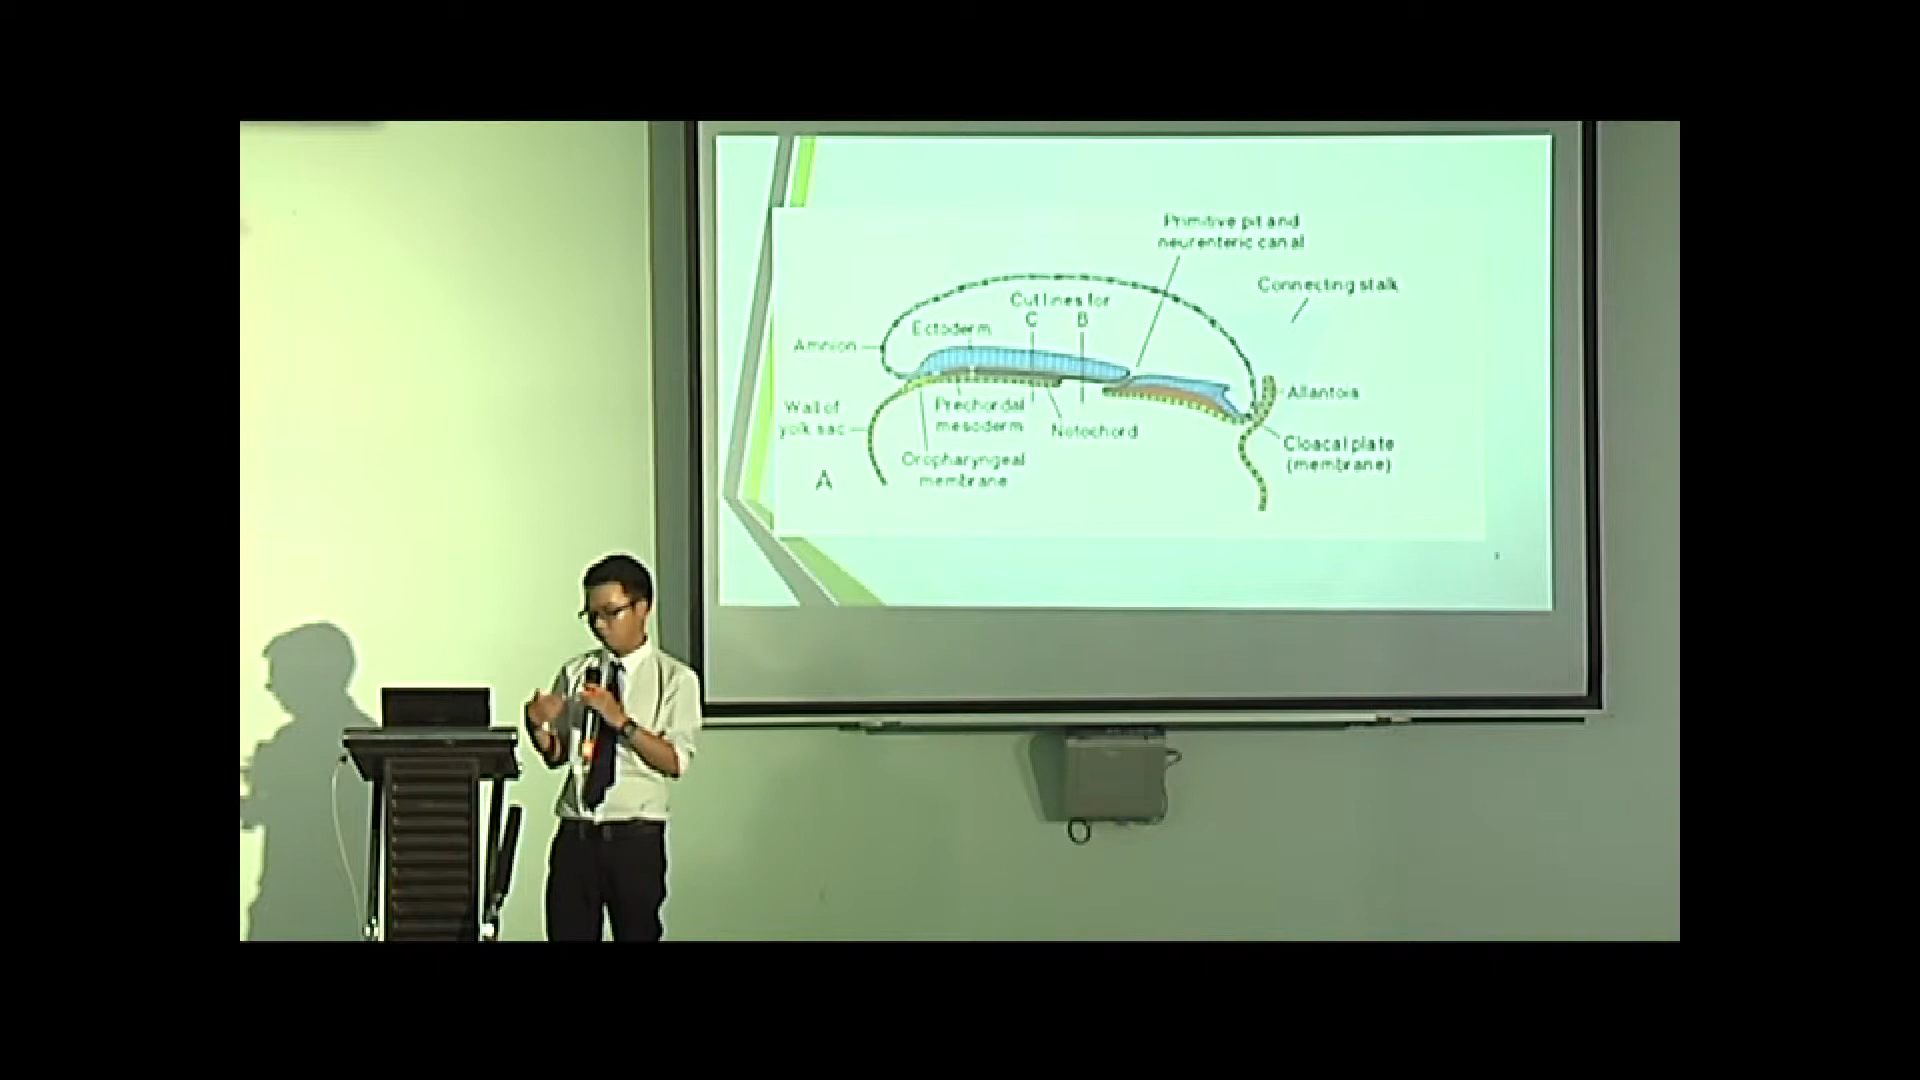 Primitive pit and
neurenteric canal
Connecting stalk
Cut lines for
C B
Ectoderm
Amnion
Allantois
Wall of
yolk sac
Prechordal
mesoderm
Notochord
Cloacal plate
(membrane)
Oropharyngeal
membrane
A